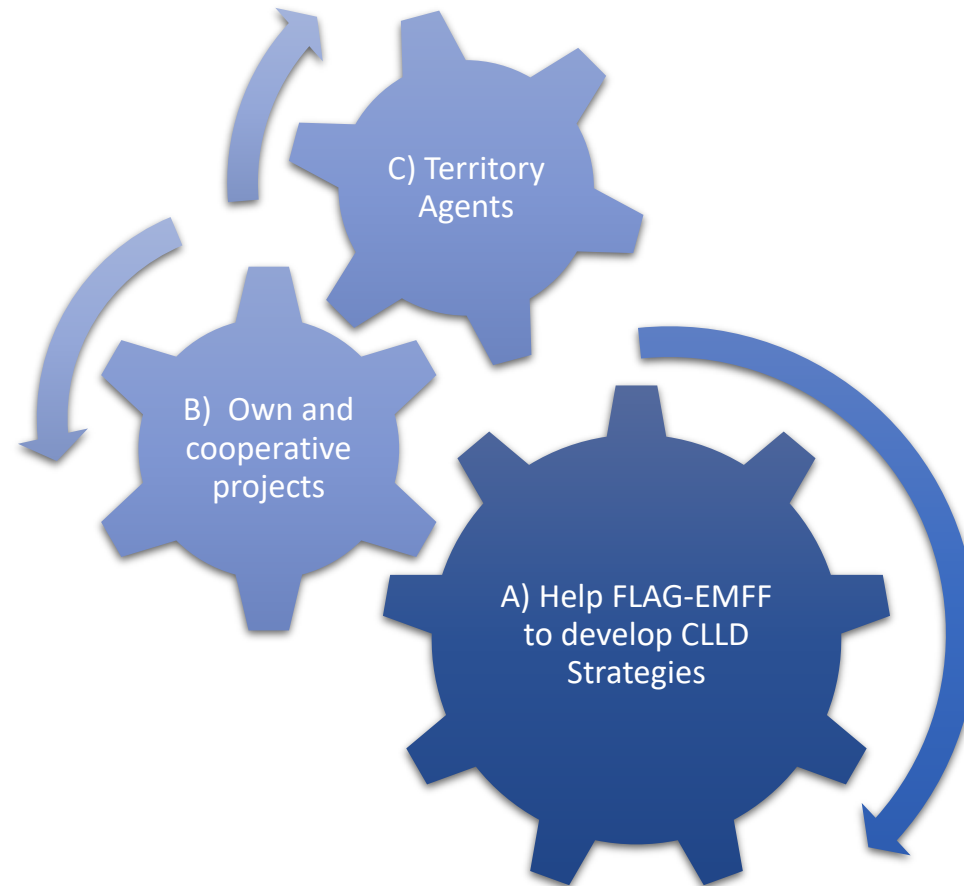 C) Territory
Agents
B)  Own and
cooperative
projects
A) Help FLAG-EMFF
to develop CLLD
Strategies